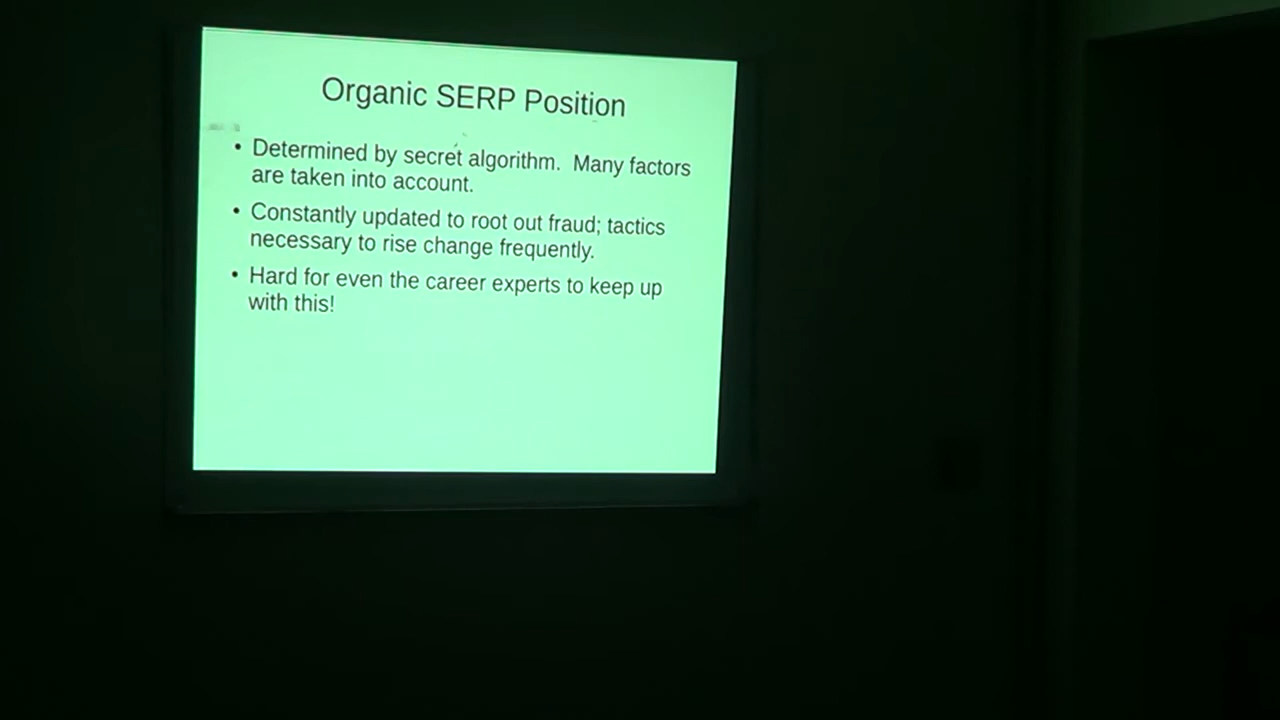 Organic SERP Position
• Determined by secret algorithm.  Many factors
are taken into account.
• Constantly updated to root out fraud; tactics
necessary to rise change frequently.
• Hard for even the career experts to keep up
with this!